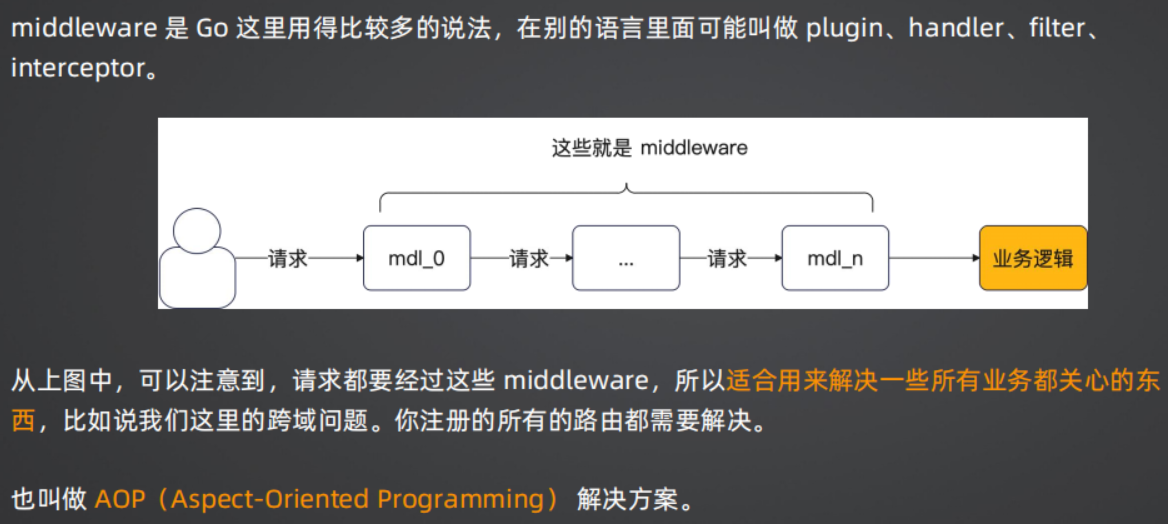 middleware 是 Go 这里用得比较多的说法，在别的语言里面可能叫做 plugin、handler、filter、
interceptor。
这些就是 middleware
请求
mdl_0
请求
...
请求
mdl_n
业务逻辑
从上图中，可以注意到，请求都要经过这些 middleware，所以适合用来解决一些所有业务都关心的东
西，比如说我们这里的跨域问题。你注册的所有的路由都需要解决。
也叫做 AOP（Aspect-Oriented Programming） 解决方案。